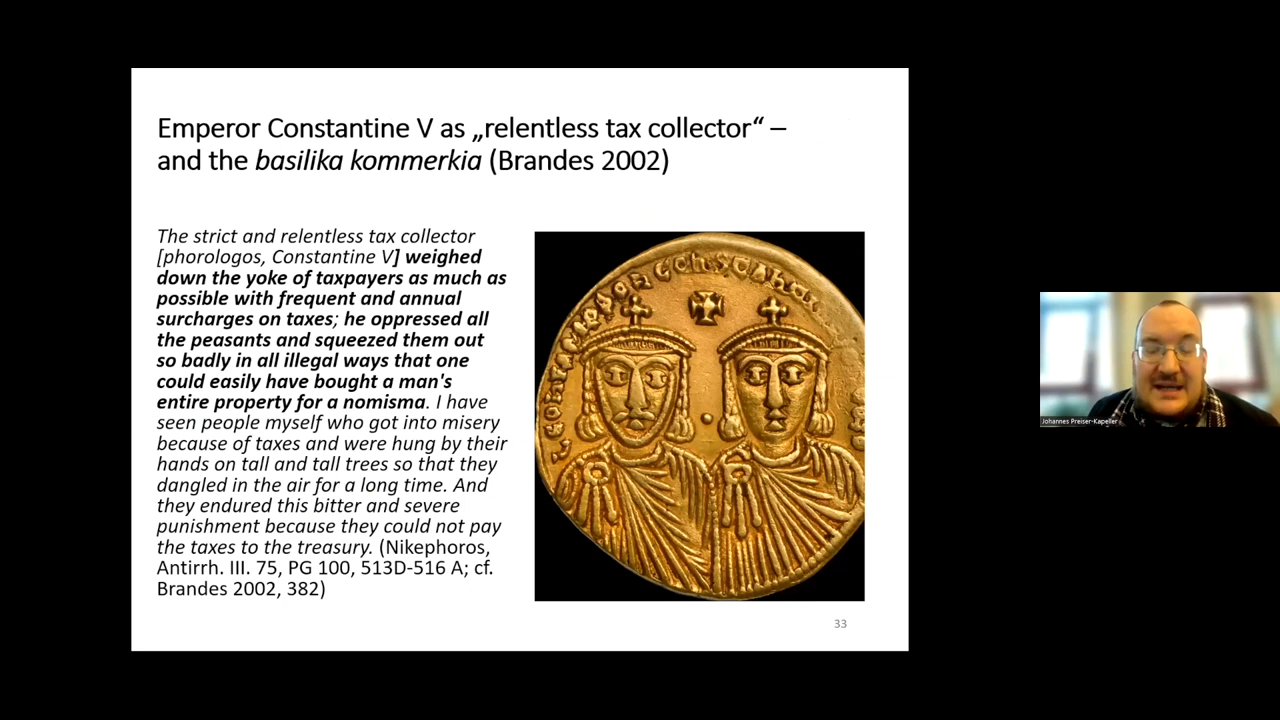 Emperor Constantine V as „relentless tax collector“ –
and the basilika kommerkia (Brandes 2002)
The strict and relentless tax collector
[phorologos, Constantine V] weighed
down the yoke of taxpayers as much as
possible with frequent and annual
surcharges on taxes; he oppressed all
the peasants and squeezed them out
so badly in all illegal ways that one
could easily have bought a man's
entire property for a nomisma. I have
seen people myself who got into misery
because of taxes and were hung by their
hands on tall and tall trees so that they
dangled in the air for a long time. And
they endured this bitter and severe
punishment because they could not pay
the taxes to the treasury. (Nikephoros,
Antirrh. III. 75, PG 100, 513D-516 A; cf.
Brandes 2002, 382)
33
Johannes Preiser-Kapeller